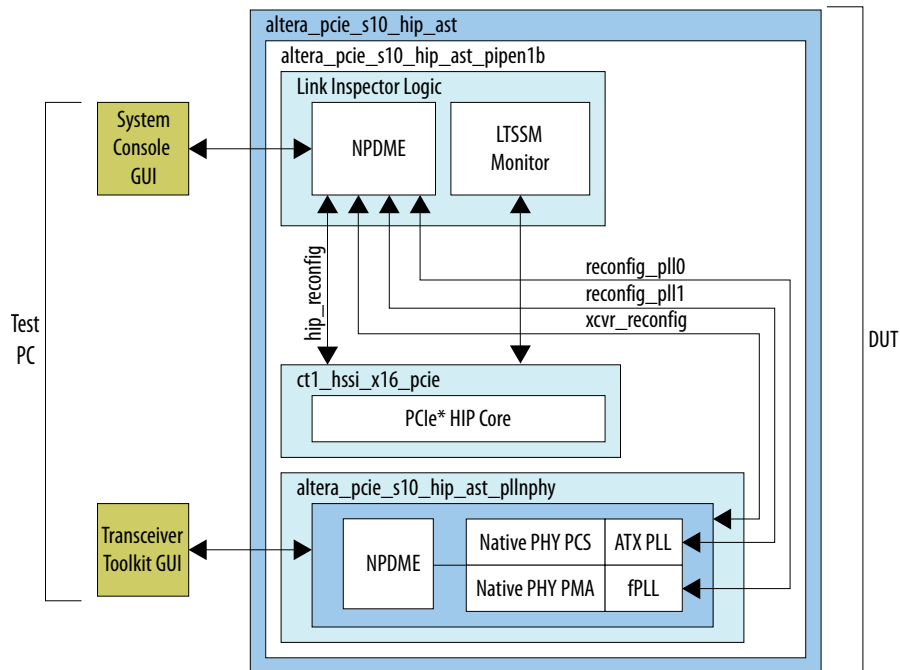 altera_pcie_s10_hip_ast
altera_pcie_s10_hip_ast_pipen1b
Link Inspector Logic
System
Console
GUI
NPDME
LTSSM
Monitor
hip_reconfig
reconfig_pll0
reconfig_pll1
xcvr_reconfig
Test
PC
DUT
ct1_hssi_x16_pcie
PCIe* HIP Core
altera_pcie_s10_hip_ast_pllnphy
Transceiver
Toolkit GUI
NPDME
Native PHY PCS
ATX PLL
Native PHY PMA
fPLL